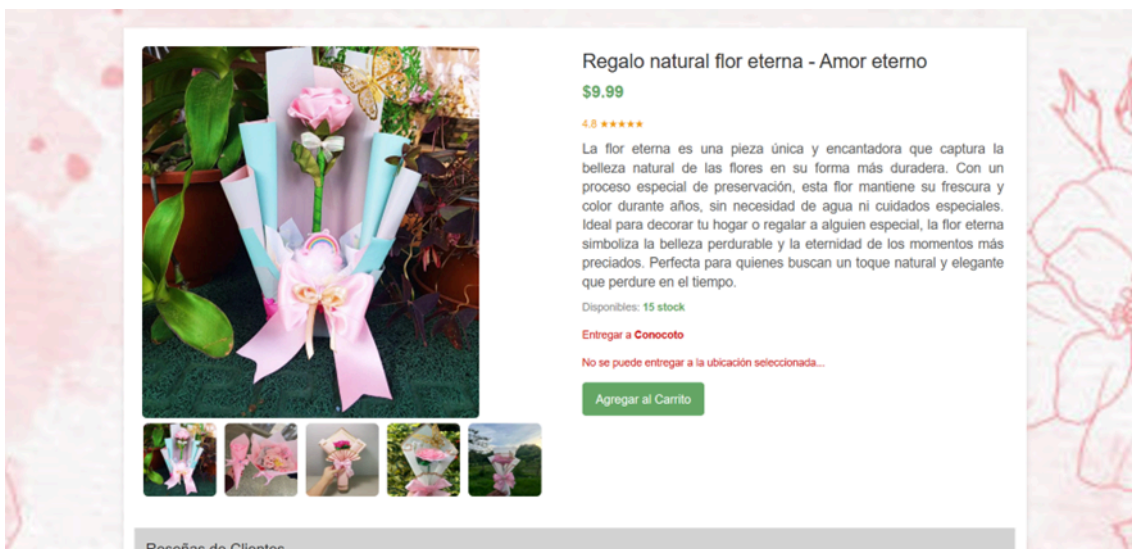 Regalo natural flor eterna - Amor eterno
$9.99
4.8 ★★★★★
La flor eterna es una pieza única y encantadora que captura la
belleza natural de las flores en su forma más duradera. Con un
proceso especial de preservación, esta flor mantiene su frescura y
color durante años, sin necesidad de agua ni cuidados especiales.
Ideal para decorar tu hogar o regalar a alguien especial, la flor eterna
simboliza la belleza perdurable y la eternidad de los momentos más
preciados. Perfecta para quienes buscan un toque natural y elegante
que perdure en el tiempo.
Disponibles: 15 stock
Entregar a Conocoto
No se puede entregar a la ubicación seleccionada...
Agregar al Carrito
Reseñas de Clientes